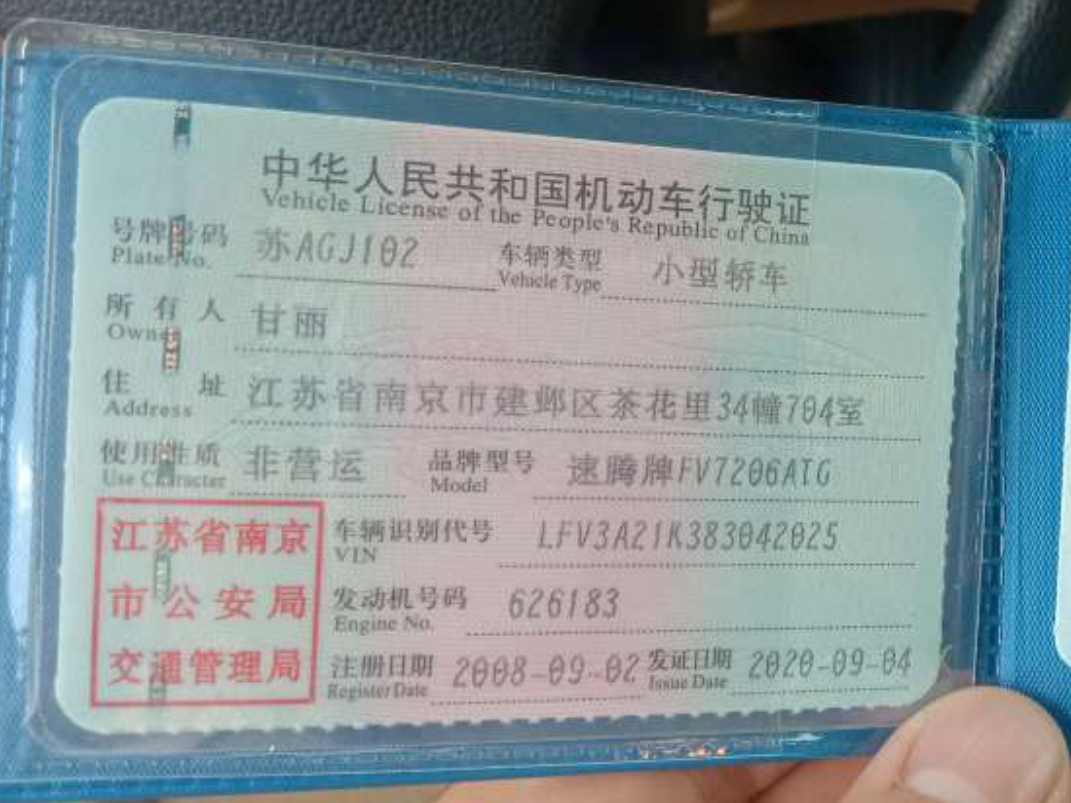 中华人民共和国机动车行驶证
Vehicle License of the People's Republic of China
号牌号码 苏AGJ102 车辆类型 小型轿车
Plate No. Vehicle Type
所有人 甘丽
Owner
住址 江苏省南京市建邺区茶花里34幢704室
Address
使用性质 非营运 品牌型号 速腾牌FV7206ATG
Use Character Model
江苏省南京 车辆识别代号 LFV3A21K383042025
VIN
市公安局 发动机号码 626183
Engine No.
交通管理局 注册日期 2008-09-02 发证日期 2020-09-04
Register Date Issue Date